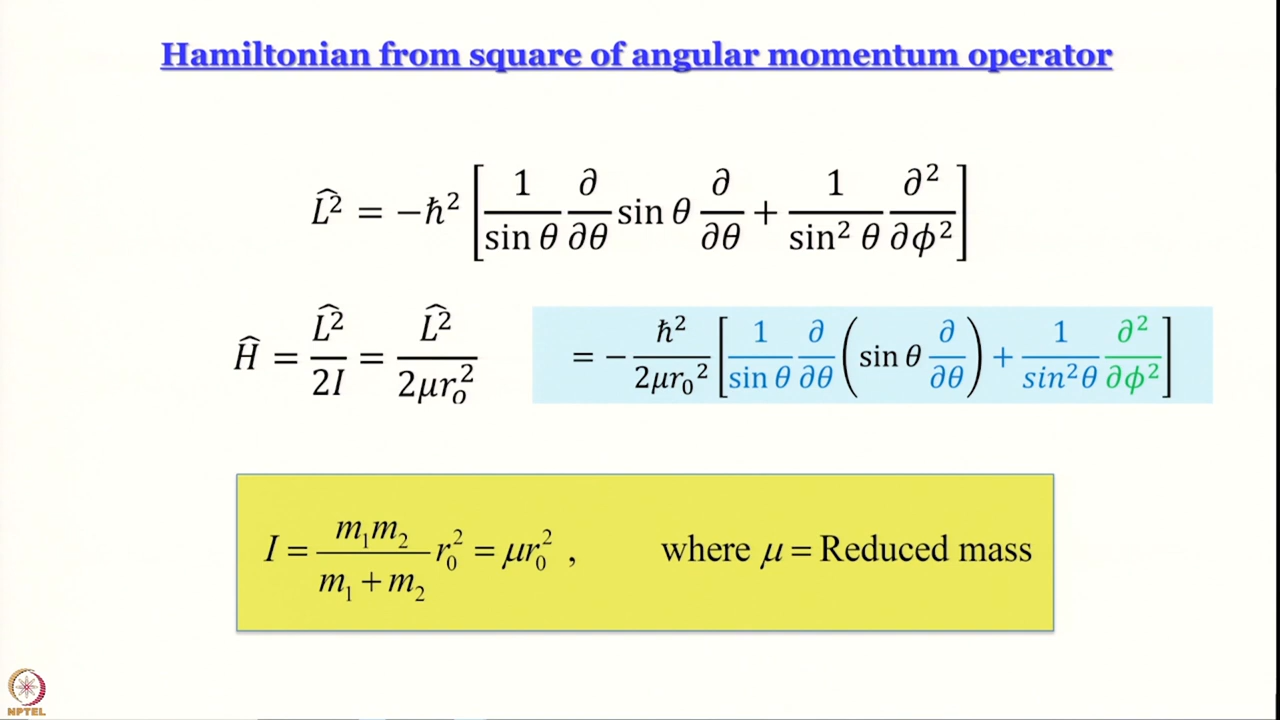 Hamiltonian from square of angular momentum operator
L̂² = −ħ² [ 1/sin θ ∂/∂θ sin θ ∂/∂θ + 1/sin² θ ∂²/∂ϕ² ]
Ĥ = L̂²/2I = L̂²/2μr₀² = − ħ²/2μr₀² [ 1/sin θ ∂/∂θ ( sin θ ∂/∂θ ) + 1/sin²θ ∂²/∂ϕ² ]
I = m₁m₂/m₁ + m₂ r₀² = μr₀² , where μ = Reduced mass
NPTEL